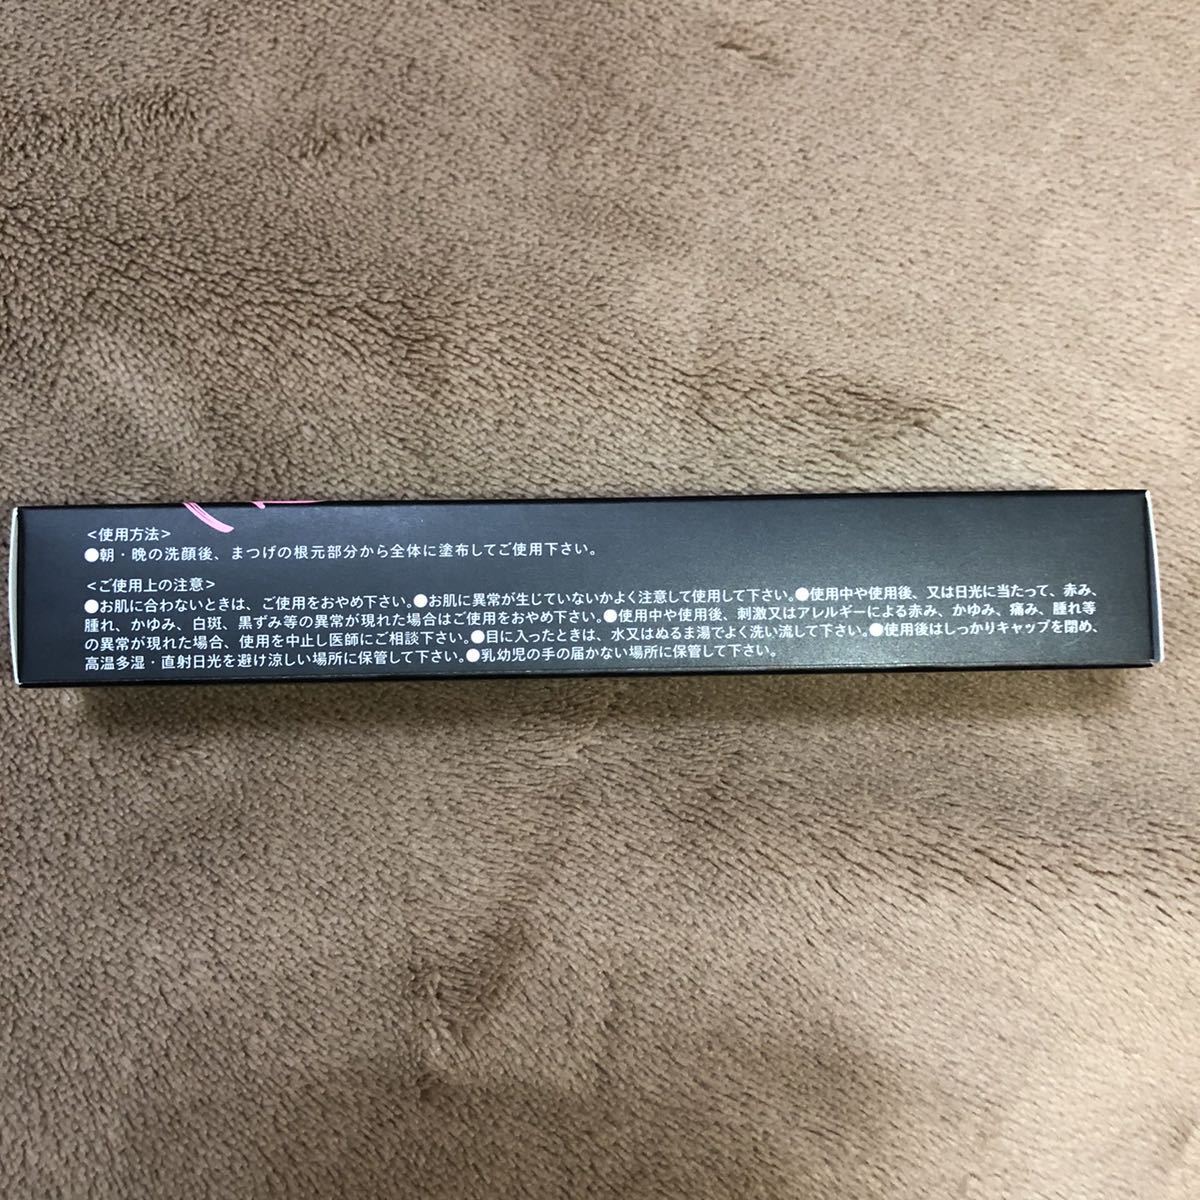 <使用方法>
●朝・晩の洗顔後、まつげの根元部分から全体に塗布してご使用下さい。
<ご使用上の注意>
●お肌に合わないときは、ご使用をおやめ下さい。●お肌に異常が生じていないかよく注意して使用して下さい。●使用中や使用後、又は日光に当たって、赤み、
腫れ、かゆみ、白斑、黒ずみ等の異常が現れた場合はご使用をおやめ下さい。●使用中や使用後、刺激又はアレルギーによる赤み、かゆみ、痛み、腫れ等
の異常が現れた場合、使用を中止し医師にご相談下さい。●目に入ったときは、水又はぬるま湯でよく洗い流して下さい。●使用後はしっかりキャップを閉め、
高温多湿・直射日光を避け涼しい場所に保管して下さい。●乳幼児の手の届かない場所に保管して下さい。